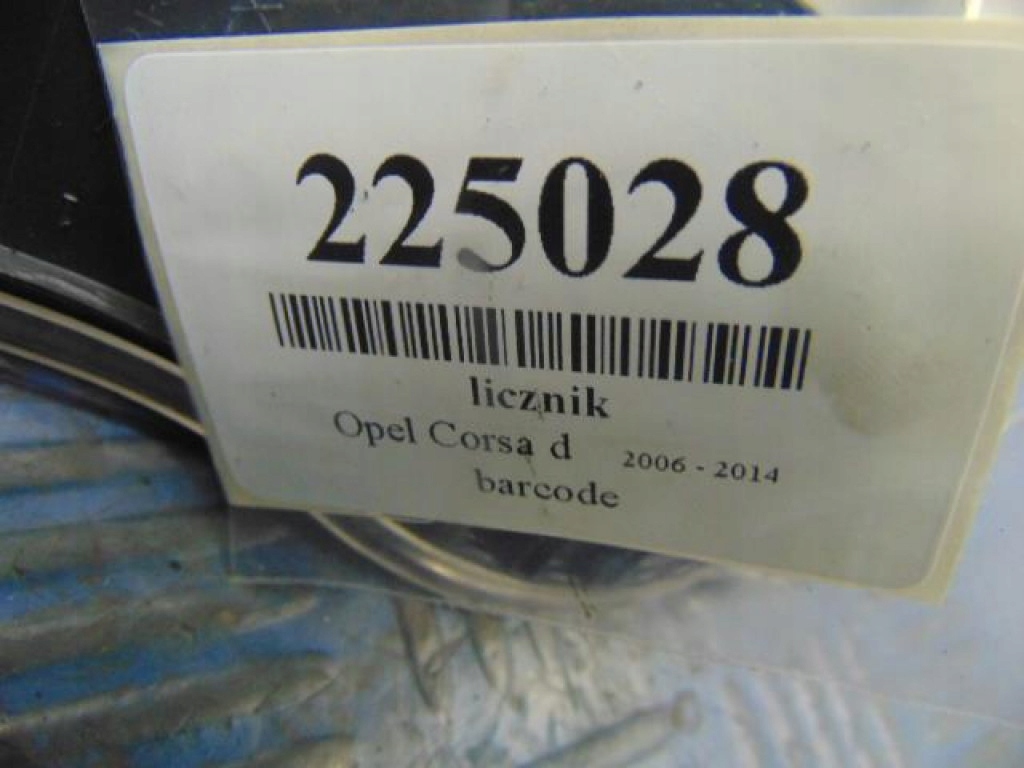 225028
licznik
Opel Corsa d 2006 - 2014
barcode